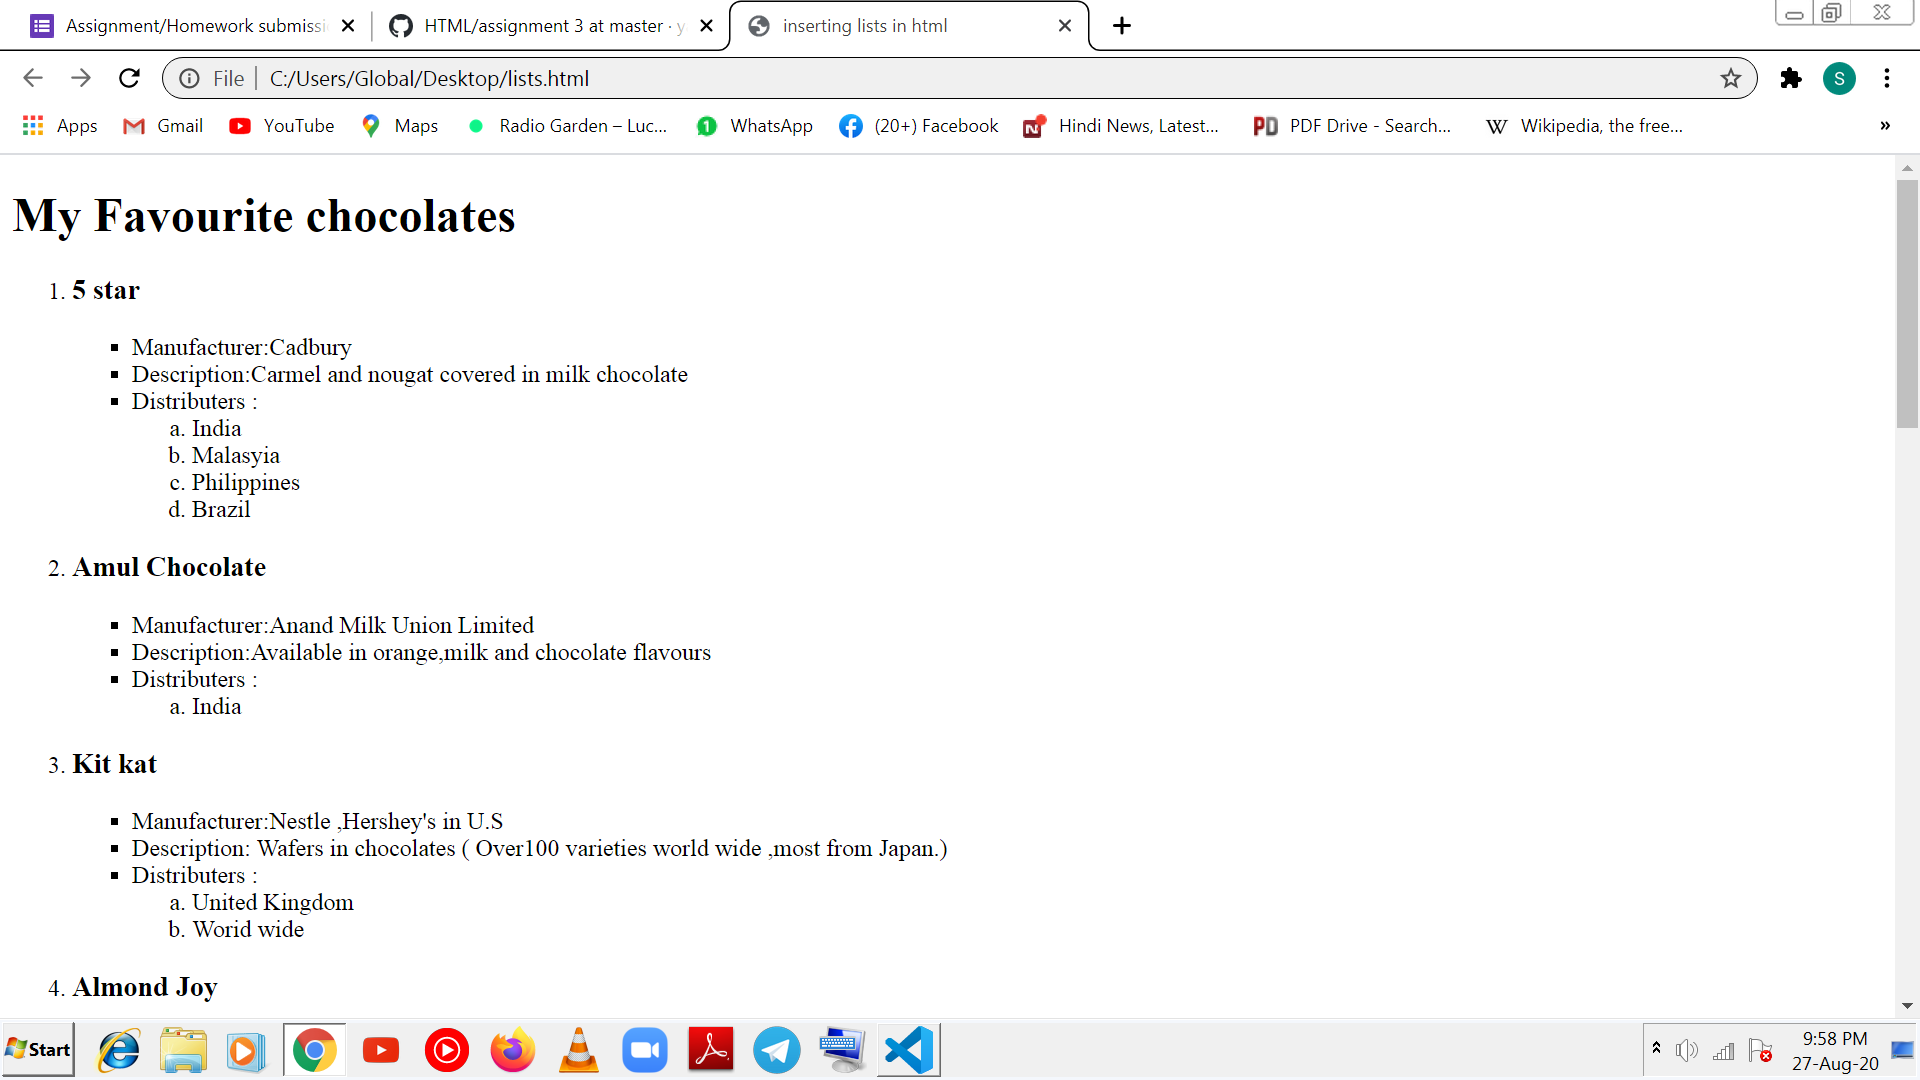 Assignment/Homework submissi
HTML/assignment 3 at master · y
inserting lists in html
File
C:/Users/Global/Desktop/lists.html
S
Apps
Gmail
YouTube
Maps
Radio Garden – Luc...
1
WhatsApp
(20+) Facebook
N
Hindi News, Latest...
PD
PDF Drive - Search...
W
Wikipedia, the free...
»
My Favourite chocolates
1. 5 star
Manufacturer:Cadbury
Description:Carmel and nougat covered in milk chocolate
Distributers :
a. India
b. Malasyia
c. Philippines
d. Brazil
2. Amul Chocolate
Manufacturer:Anand Milk Union Limited
Description:Available in orange,milk and chocolate flavours
Distributers :
a. India
3. Kit kat
Manufacturer:Nestle ,Hershey's in U.S
Description: Wafers in chocolates ( Over100 varieties world wide ,most from Japan.)
Distributers :
a. United Kingdom
b. Worid wide
4. Almond Joy
Start
9:58 PM
27-Aug-20